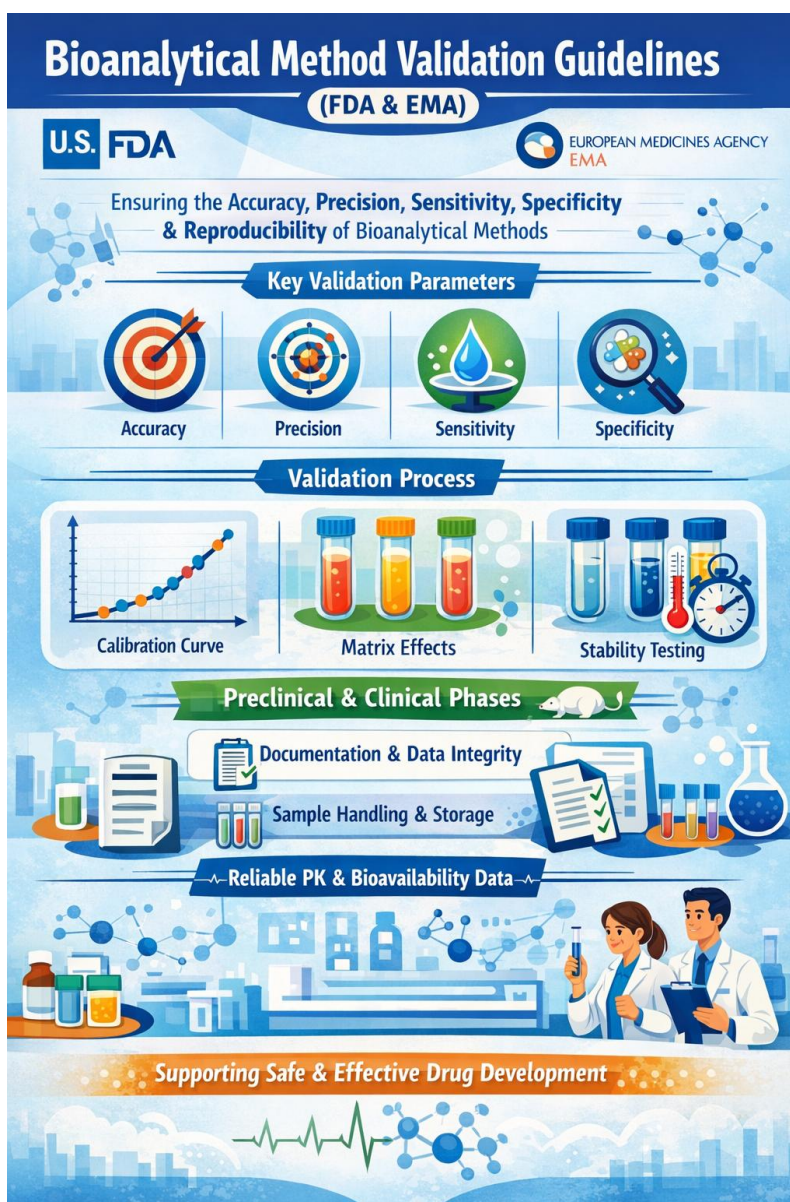 Bioanalytical Method Validation Guidelines
(FDA & EMA)
U.S. FDA
EUROPEAN MEDICINES AGENCY
EMA
Ensuring the Accuracy, Precision, Sensitivity, Specificity
& Reproducibility of Bioanalytical Methods
Key Validation Parameters
Accuracy
Precision
Sensitivity
Specificity
Validation Process
Calibration Curve
Matrix Effects
Stability Testing
Preclinical & Clinical Phases
Documentation & Data Integrity
Sample Handling & Storage
Reliable PK & Bioavailability Data
Supporting Safe & Effective Drug Development